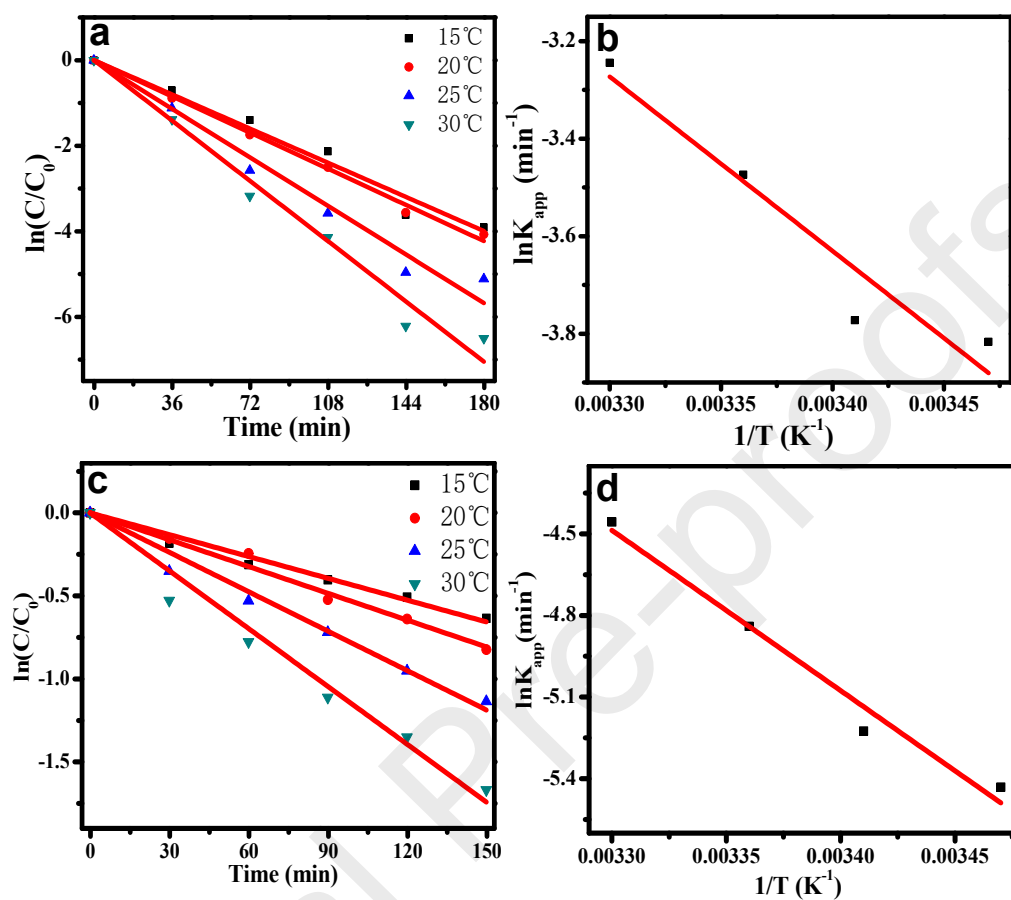 a
15℃
20℃
25℃
30℃
ln(C/C0)
0
-2
-4
-6
0 36 72 108 144 180
Time (min)
b
lnKapp (min-1)
-3.2
-3.4
-3.6
-3.8
0.00330 0.00335 0.00340 0.00345
1/T (K-1)
c
15℃
20℃
25℃
30℃
ln(C/C0)
0.0
-0.5
-1.0
-1.5
0 30 60 90 120 150
Time (min)
d
lnKapp(min-1)
-4.5
-4.8
-5.1
-5.4
0.00330 0.00335 0.00340 0.00345
1/T (K-1)
Pre-proofs